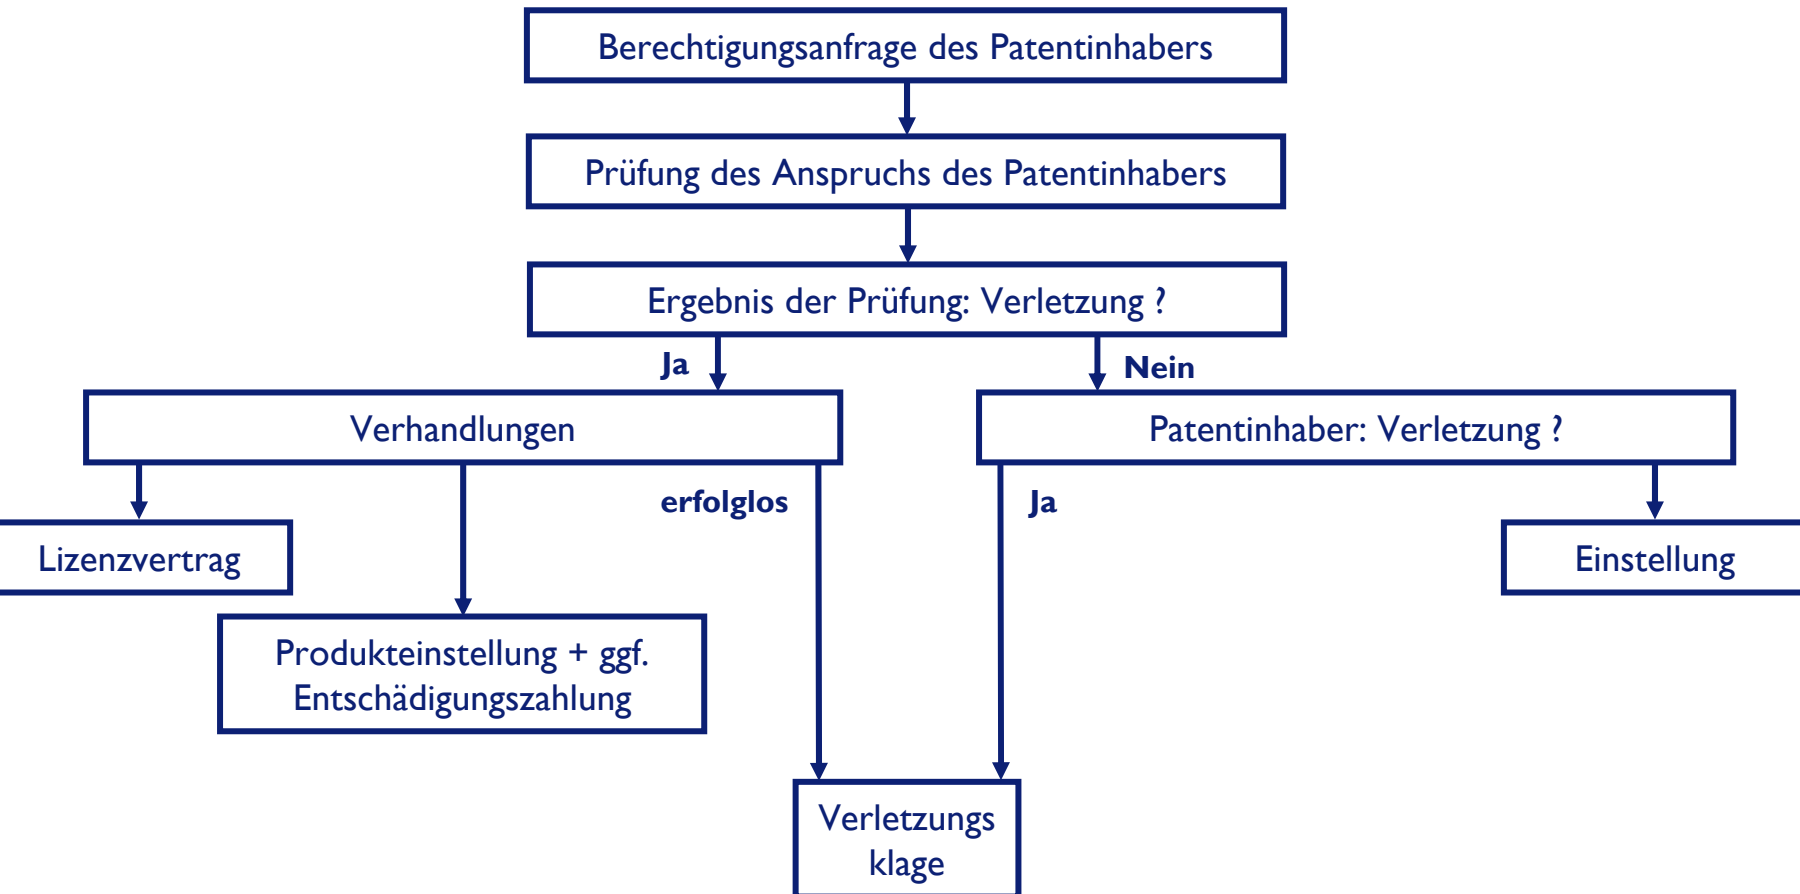 Berechtigungsanfrage des Patentinhabers
Prüfung des Anspruchs des Patentinhabers
Ergebnis der Prüfung: Verletzung ?
Ja
Nein
Verhandlungen
Patentinhaber: Verletzung ?
erfolglos
Ja
Lizenzvertrag
Einstellung
Produkteinstellung + ggf.
Entschädigungszahlung
Verletzungs
klage